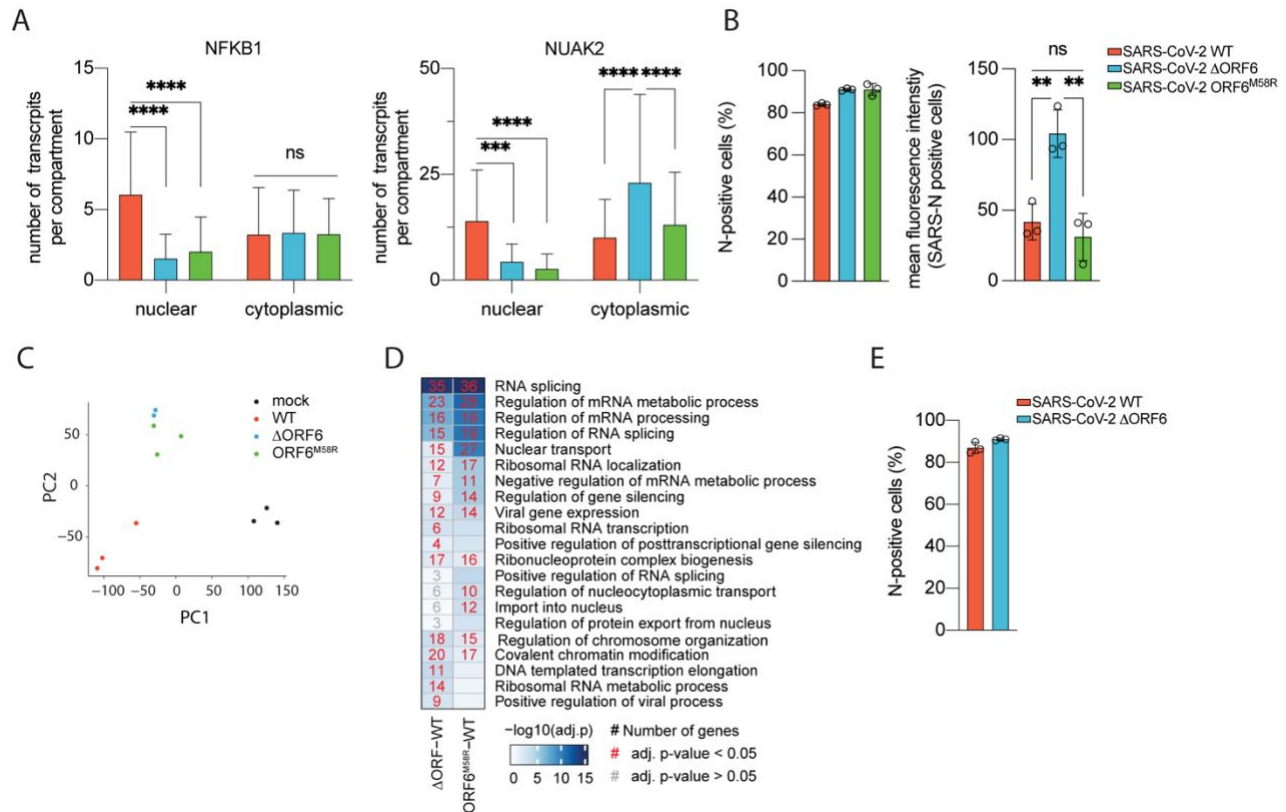 A
NFKB1
number of transcrpits
per compartment
15
10
5
0
****
****
ns
nuclear
cytoplasmic
NUAK2
number of transcripts
per compartment
50
25
0
****
***
****
****
nuclear
cytoplasmic
B
N-positive cells (%)
100
80
60
40
20
0
mean fluorescence intenstiy
(SARS-N positive cells)
150
100
50
0
ns
**
**
SARS-CoV-2 WT
SARS-CoV-2 ΔORF6
SARS-CoV-2 ORF6M58R
C
PC2
50
0
−50
−100
−50
0
50
100
150
PC1
mock
WT
ΔORF6
ORF6M58R
D
35 36 RNA splicing
23 28 Regulation of mRNA metabolic process
16 19 Regulation of mRNA processing
15 19 Regulation of RNA splicing
15 27 Nuclear transport
12 17 Ribosomal RNA localization
7 11 Negative regulation of mRNA metabolic process
9 14 Regulation of gene silencing
12 14 Viral gene expression
6 Ribosomal RNA transcription
4 Positive regulation of posttranscriptional gene silencing
17 16 Ribonucleoprotein complex biogenesis
3 Positive regulation of RNA splicing
6 10 Regulation of nucleocytoplasmic transport
6 12 Import into nucleus
3 Regulation of protein export from nucleus
18 15 Regulation of chromosome organization
20 17 Covalent chromatin modification
11 DNA templated transcription elongation
14 Ribosomal RNA metabolic process
9 Positive regulation of viral process
ΔORF−WT
ORF6M58R−WT
−log10(adj.p)
0 5 10 15
# Number of genes
# adj. p-value < 0.05
# adj. p-value > 0.05
E
SARS-CoV-2 WT
SARS-CoV-2 ΔORF6
N-positive cells (%)
100
80
60
40
20
0